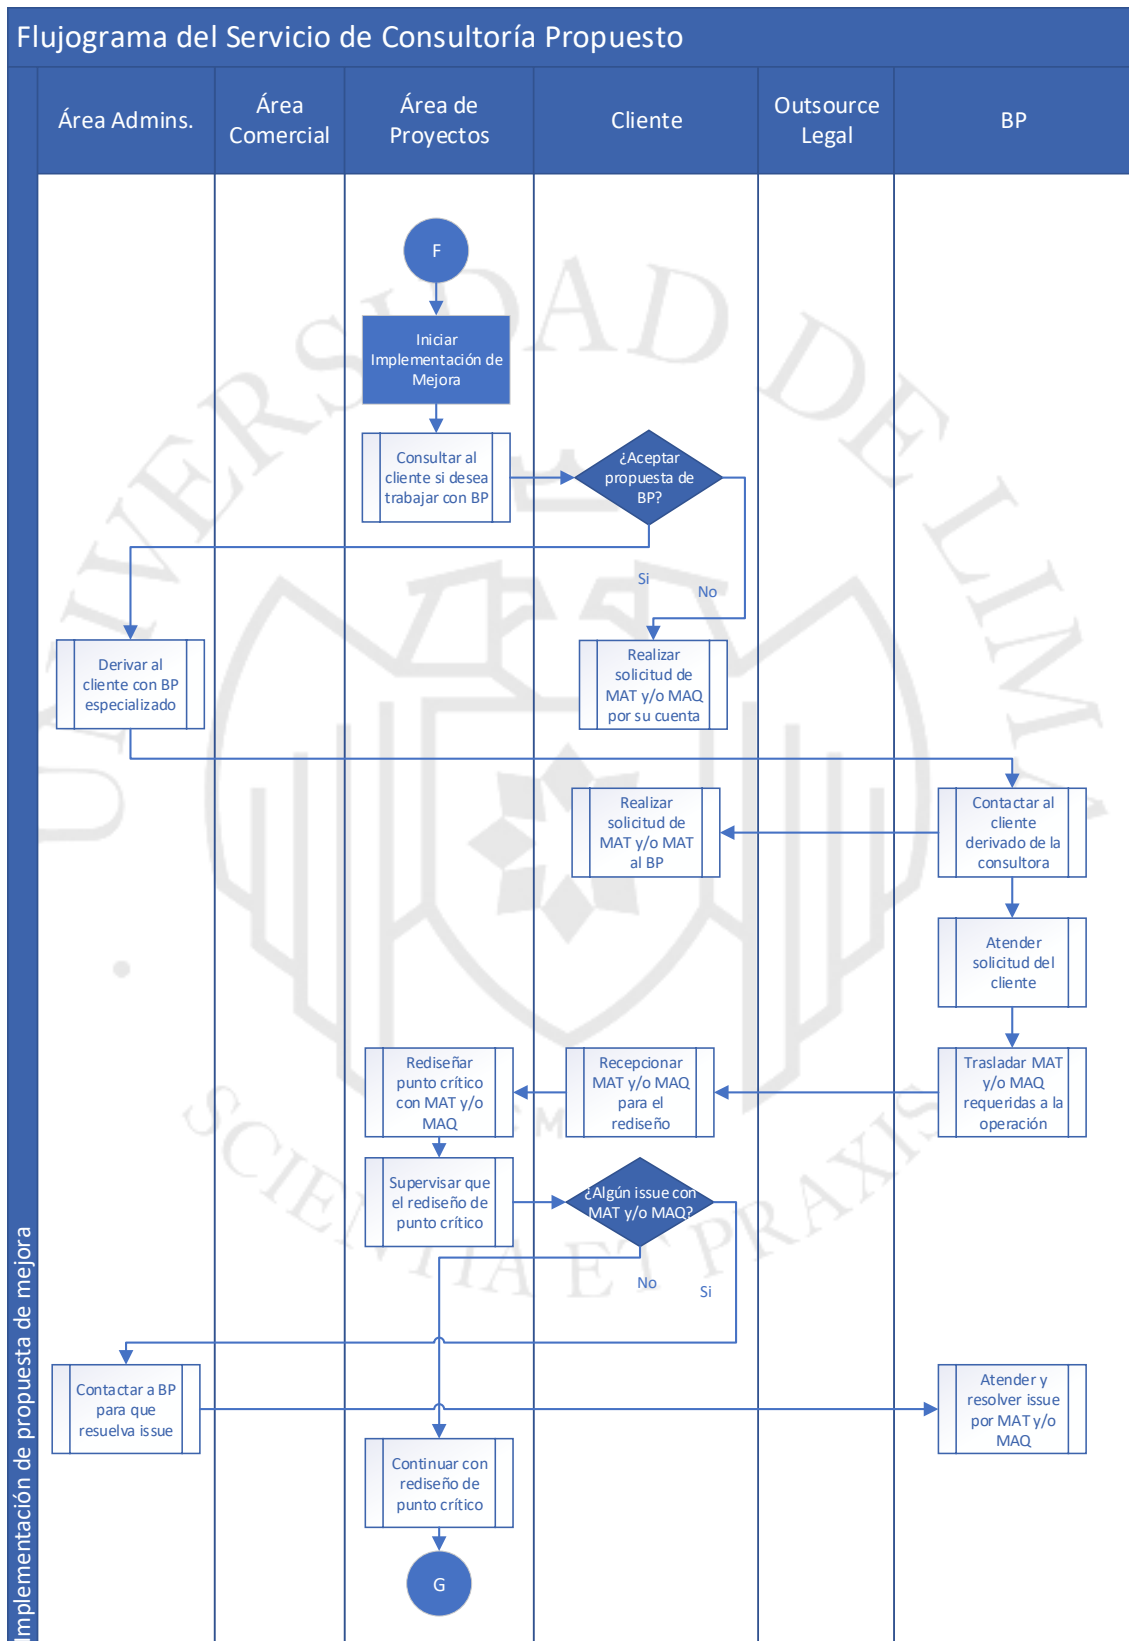 Flujograma del Servicio de Consultoría Propuesto
Área Admins.
Área
Comercial
Área de
Proyectos
Cliente
Outsource
Legal
BP
Implementación de propuesta de mejora
UNIVERSIDAD DE LIMA
SCIENTIA ET PRAXIS
F
Iniciar
Implementación de
Mejora
Consultar al
cliente si desea
trabajar con BP
¿Aceptar
propuesta de
BP?
Si
No
Derivar al
cliente con BP
especializado
Realizar
solicitud de
MAT y/o MAQ
por su cuenta
Realizar
solicitud de
MAT y/o MAT
al BP
Contactar al
cliente
derivado de la
consultora
Atender
solicitud del
cliente
Rediseñar
punto crítico
con MAT y/o
MAQ
Recepcionar
MAT y/o MAQ
para el
rediseño
Trasladar MAT
y/o MAQ
requeridas a la
operación
Supervisar que
el rediseño de
punto crítico
¿Algún issue con
MAT y/o MAQ?
No
Si
Contactar a BP
para que
resuelva issue
Atender y
resolver issue
por MAT y/o
MAQ
Continuar con
rediseño de
punto crítico
G